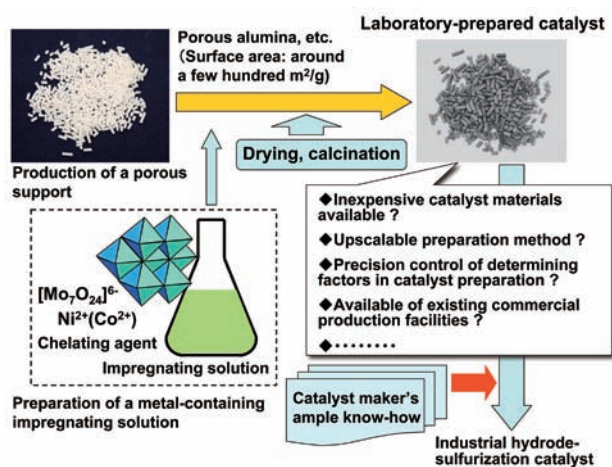 Porous alumina, etc.
(Surface area: around
a few hundred m²/g)
Laboratory-prepared catalyst
Drying, calcination
Production of a porous
support
[Mo₇O₂₄]⁶⁻
Ni²⁺(Co²⁺)
Chelating agent
Impregnating solution
Preparation of a metal-containing
impregnating solution
◆Inexpensive catalyst materials
available ?
◆Upscalable preparation method ?
◆Precision control of determining
factors in catalyst preparation ?
◆Available of existing commercial
production facilities ?
◆·········
Catalyst maker's
ample know-how
Industrial hydrode-
sulfurization catalyst